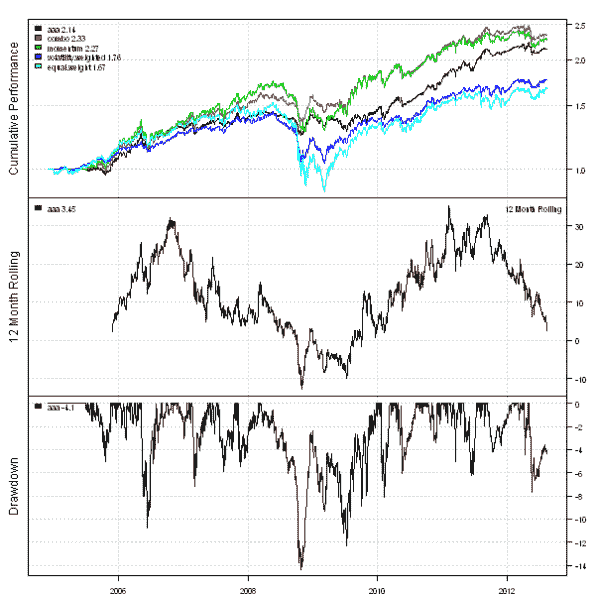 Cumulative Performance
aaa 2.14
combo 2.33
momentum 2.27
volatility.weighted 1.76
equal.weight 1.67
2.5
2.0
1.5
1.0
12 Month Rolling
aaa 3.45
12 Month Rolling
30
20
10
0
-10
Drawdown
aaa -4.1
0
-2
-4
-6
-8
-10
-12
-14
2006
2008
2010
2012